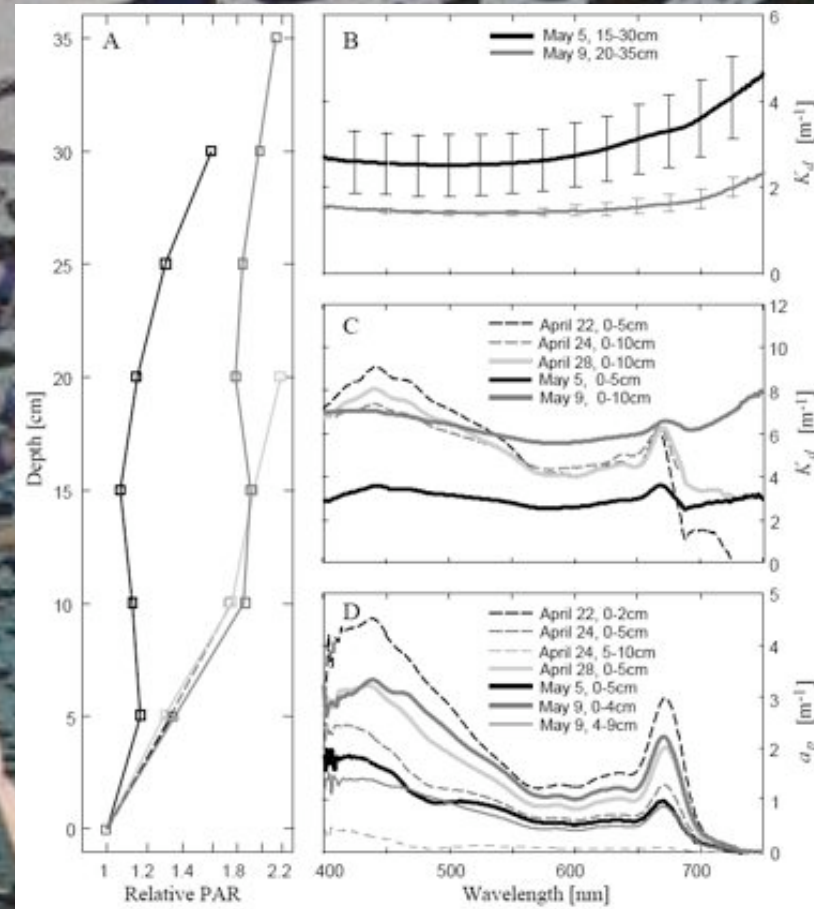 A
35
30
25
20
15
10
5
0
Depth [cm]
1 1.2 1.4 1.8 2.2
Relative PAR
B
May 5, 15-30cm
May 9, 20-35cm
6
4
2
0
K_d [m⁻¹]
C
April 22, 0-5cm
April 24, 0-10cm
April 28, 0-10cm
May 5, 0-5cm
May 9, 0-10cm
12
10
8
6
4
2
0
K_d [m⁻¹]
D
April 22, 0-2cm
April 24, 0-5cm
April 24, 5-10cm
April 28, 0-5cm
May 5, 0-5cm
May 9, 0-4cm
May 9, 4-9cm
5
4
3
2
1
0
a_p [m⁻¹]
400 500 600 700
Wavelength [nm]